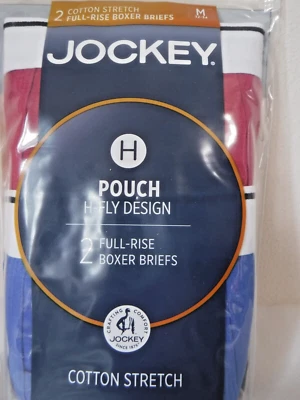 2 COTTON STRETCH
FULL-RISE BOXER BRIEFS
M
JOCKEY.
H
POUCH
H-FLY DESIGN
2 FULL-RISE
BOXER BRIEFS
CRAFTING COMFORT
JOCKEY
SINCE 1876
COTTON STRETCH